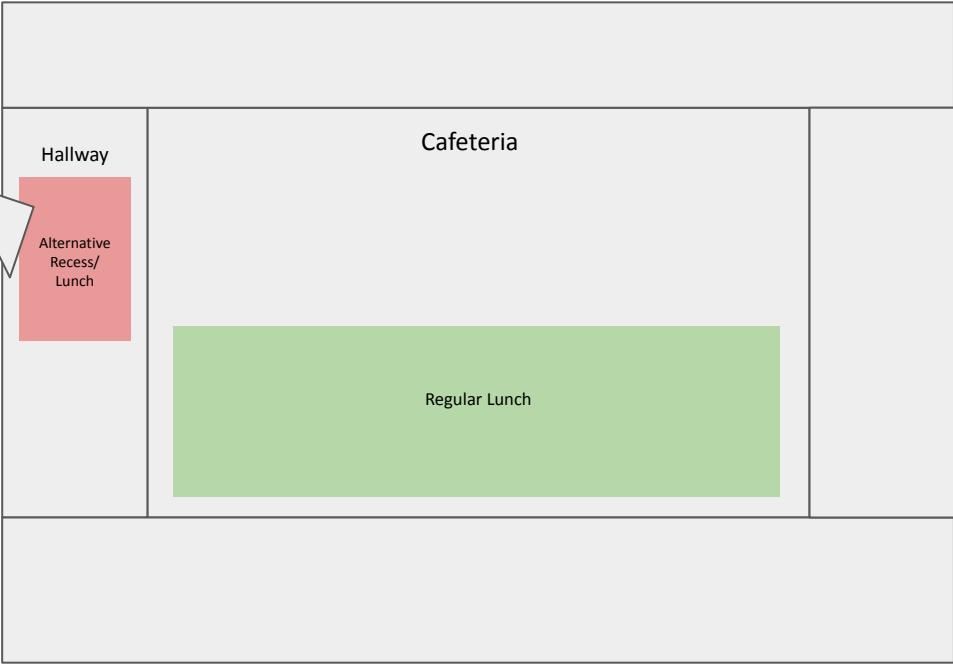 Cafeteria
Hallway
Alternative
Recess/
Lunch
Regular Lunch